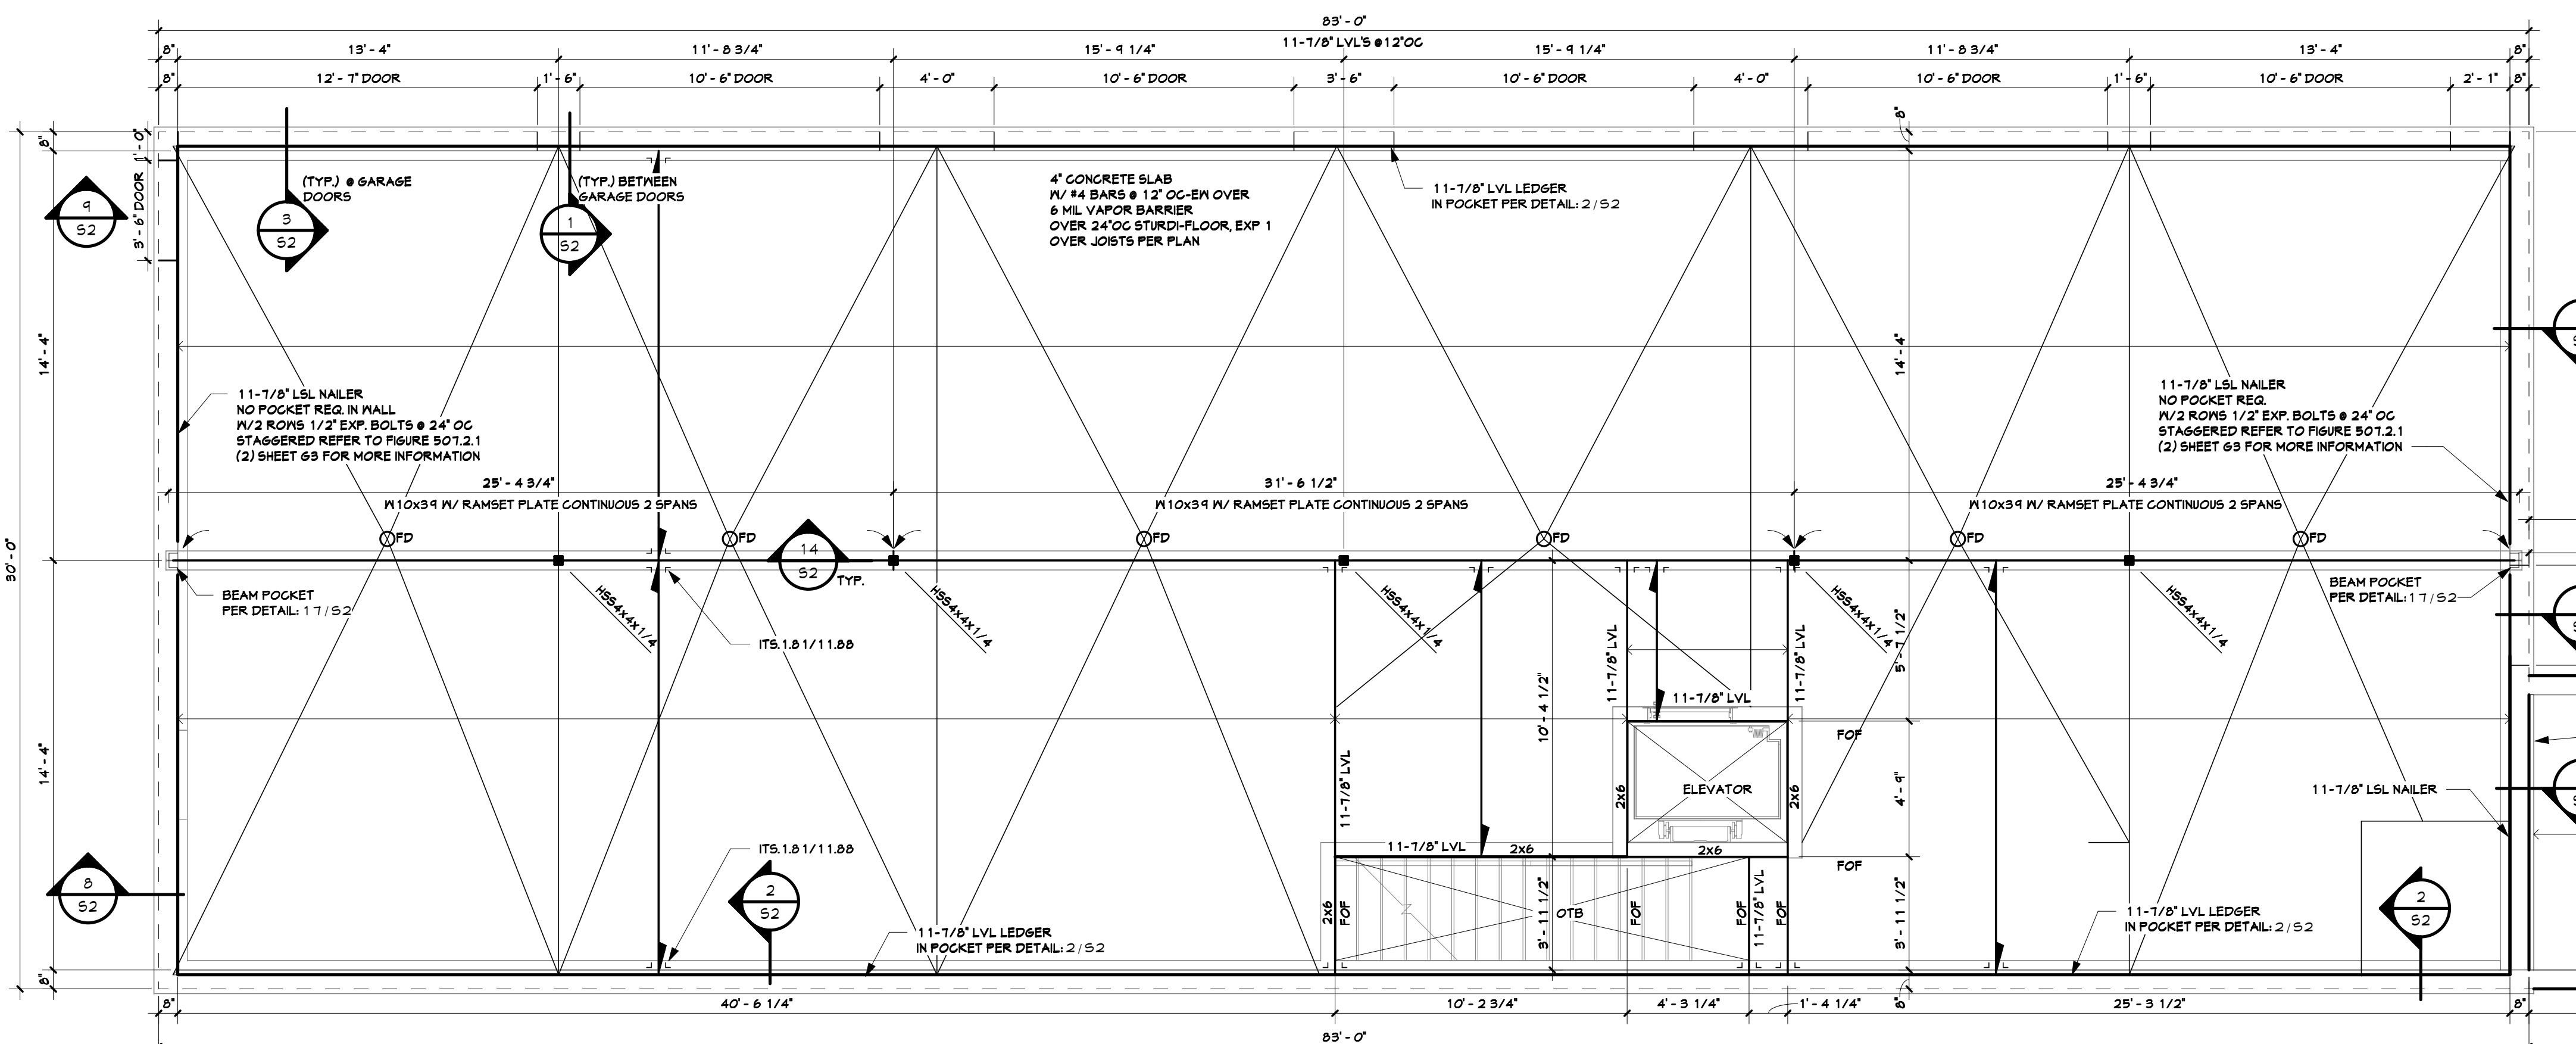 83' - 0"
8"
13' - 4"
11' - 8 3/4"
15' - 9 1/4"
11-7/8" LVL'S @12"OC
15' - 9 1/4"
11' - 8 3/4"
13' - 4"
8"
8"
12' - 7" DOOR
1' - 6"
10' - 6" DOOR
4' - 0"
10' - 6" DOOR
3' - 6"
10' - 6" DOOR
4' - 0"
10' - 6" DOOR
1' - 6"
10' - 6" DOOR
2' - 1"
8"
8"
1' - 0"
3' - 6" DOOR
8"
9
S2
3
S2
(TYP.) @ GARAGE
DOORS
1
S2
(TYP.) BETWEEN
GARAGE DOORS
4" CONCRETE SLAB
W/ #4 BARS @ 12" OC-EW OVER
6 MIL VAPOR BARRIER
OVER 24"OC STURDI-FLOOR, EXP 1
OVER JOISTS PER PLAN
11-7/8" LVL LEDGER
IN POCKET PER DETAIL: 2/S2
14' - 4"
14' - 4"
30' - 0"
11-7/8" LSL NAILER
NO POCKET REQ. IN WALL
W/2 ROWS 1/2" EXP. BOLTS @ 24" OC
STAGGERED REFER TO FIGURE 507.2.1
(2) SHEET G3 FOR MORE INFORMATION
11-7/8" LSL NAILER
NO POCKET REQ.
W/2 ROWS 1/2" EXP. BOLTS @ 24" OC
STAGGERED REFER TO FIGURE 507.2.1
(2) SHEET G3 FOR MORE INFORMATION
25' - 4 3/4"
31' - 6 1/2"
25' - 4 3/4"
W10x39 W/ RAMSET PLATE CONTINUOUS 2 SPANS
W10x39 W/ RAMSET PLATE CONTINUOUS 2 SPANS
W10x39 W/ RAMSET PLATE CONTINUOUS 2 SPANS
FD
FD
FD
FD
FD
FD
14
S2
TYP.
BEAM POCKET
PER DETAIL: 17/S2
BEAM POCKET
PER DETAIL: 17/S2
HSS4x4x1/4
HSS4x4x1/4
HSS4x4x1/4
HSS4x4x1/4
HSS4x4x1/4
ITS.1.81/11.88
11-7/8" LVL
11-7/8" LVL
5' - 7 1/2"
10' - 4 1/2"
11-7/8" LVL
FOF
14' - 4"
11-7/8" LVL
2x6
ELEVATOR
2x6
4' - 9"
11-7/8" LSL NAILER
ITS.1.81/11.88
11-7/8" LVL
2x6
2x6
FOF
8
S2
2
S2
2x6
FOF
3' - 11 1/2"
OTB
FOF
FOF
11-7/8" LVL
FOF
3' - 11 1/2"
11-7/8" LVL LEDGER
IN POCKET PER DETAIL: 2/S2
11-7/8" LVL LEDGER
IN POCKET PER DETAIL: 2/S2
2
S2
8"
8"
40' - 6 1/4"
10' - 2 3/4"
4' - 3 1/4"
1' - 4 1/4"
8"
25' - 3 1/2"
8"
83' - 0"